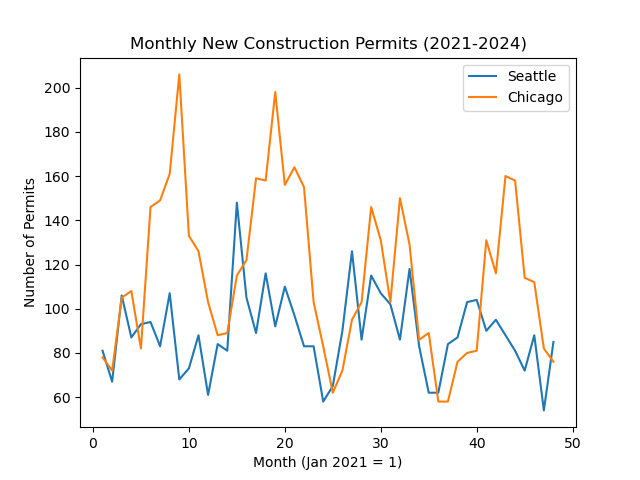 Monthly New Construction Permits (2021-2024)
Seattle
Chicago
Number of Permits
200
180
160
140
120
100
80
60
0
10
20
30
40
50
Month (Jan 2021 = 1)